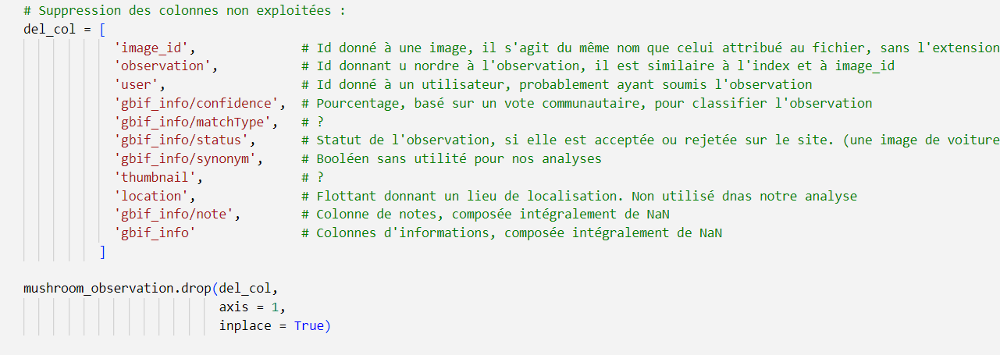 # Suppression des colonnes non exploitées :
del_col = [
'image_id', # Id donné à une image, il s'agit du même nom que celui attribué au fichier, sans l'extension
'observation', # Id donnant u nordre à l'observation, il est similaire à l'index et à image_id
'user', # Id donné à un utilisateur, probablement ayant soumis l'observation
'gbif_info/confidence', # Pourcentage, basé sur un vote communautaire, pour classifier l'observation
'gbif_info/matchType', # ?
'gbif_info/status', # Statut de l'observation, si elle est acceptée ou rejetée sur le site. (une image de voiture
'gbif_info/synonym', # Booléen sans utilité pour nos analyses
'thumbnail', # ?
'location', # Flottant donnant un lieu de localisation. Non utilisé dnas notre analyse
'gbif_info/note', # Colonne de notes, composée intégralement de NaN
'gbif_info' # Colonnes d'informations, composée intégralement de NaN
]
mushroom_observation.drop(del_col,
axis = 1,
inplace = True)